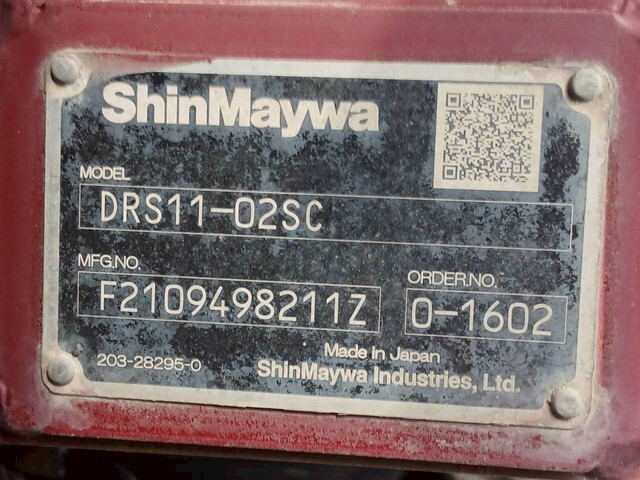 ShinMaywa
MODEL
DRS11-02SC
MFG.NO.
F2109498211Z
ORDER.NO.
0-1602
203-28295-0
Made in Japan
ShinMaywa Industries, Ltd.